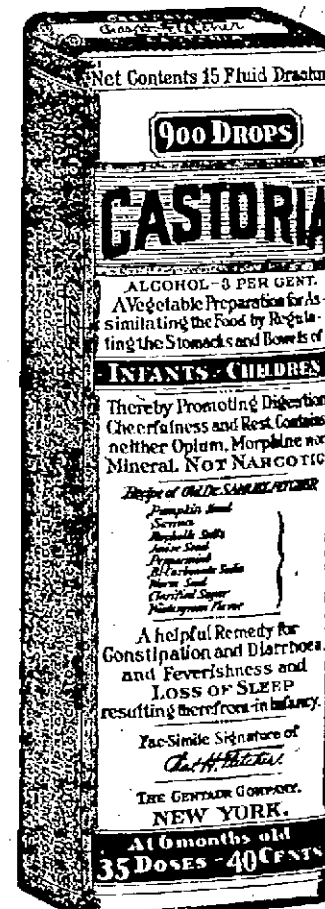 Net Contents 15 Fluid Drachm
900 DROPS
CASTORIA
ALCOHOL-3 PER CENT.
A Vegetable Preparation for As-
similating the Food by Regula-
ting the Stomachs and Bowels of
INFANTS - CHILDREN
Thereby Promoting Digestion
Cheerfulness and Rest. Contains
neither Opium, Morphine nor
Mineral. NOT NARCOTIC
Recipe of Old Dr. SAMUEL PITCHER
Pumpkin Seed
Senna
Rochelle Salts
Anise Seed
Peppermint
Bi-Carbonate Soda
Worm Seed
Clarified Sugar
Wintergreen Flavor
A helpful Remedy for
Constipation and Diarrhoea.
and Feverishness and
LOSS OF SLEEP
resulting therefrom-in Infancy.
Fac-Simile Signature of
Chas. H. Fletcher.
THE CENTAUR COMPANY.
NEW YORK.
At 6 months old
35 DOSES - 40 CENTS